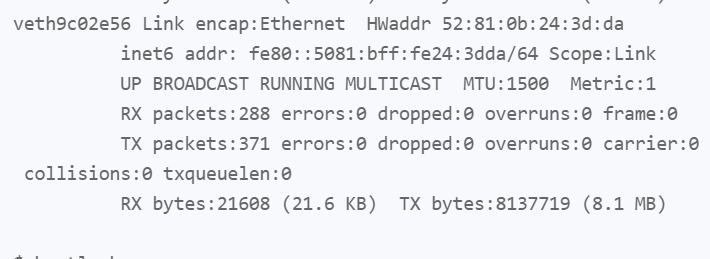 veth9c02e56 Link encap:Ethernet  HWaddr 52:81:0b:24:3d:da
inet6 addr: fe80::5081:bff:fe24:3dda/64 Scope:Link
UP BROADCAST RUNNING MULTICAST  MTU:1500  Metric:1
RX packets:288 errors:0 dropped:0 overruns:0 frame:0
TX packets:371 errors:0 dropped:0 overruns:0 carrier:0
collisions:0 txqueuelen:0
RX bytes:21608 (21.6 KB)  TX bytes:8137719 (8.1 MB)